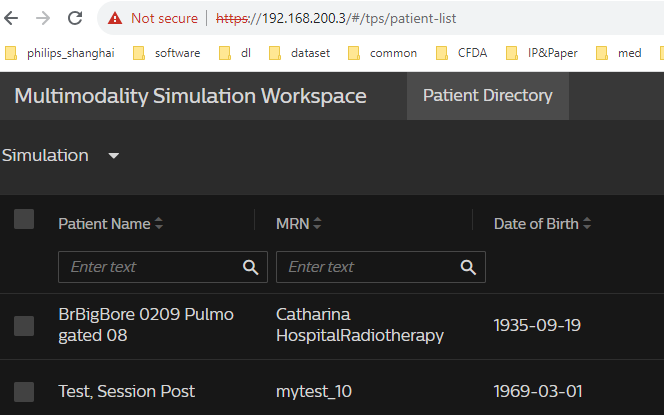 Not secure https://192.168.200.3/#/tps/patient-list
philips_shanghai software dl dataset common CFDA IP&Paper med
Multimodality Simulation Workspace Patient Directory
Simulation
Patient Name MRN Date of Birth
Enter text Enter text
BrBigBore 0209 Pulmo Catharina
gated 08 HospitalRadiotherapy 1935-09-19
Test, Session Post mytest_10 1969-03-01